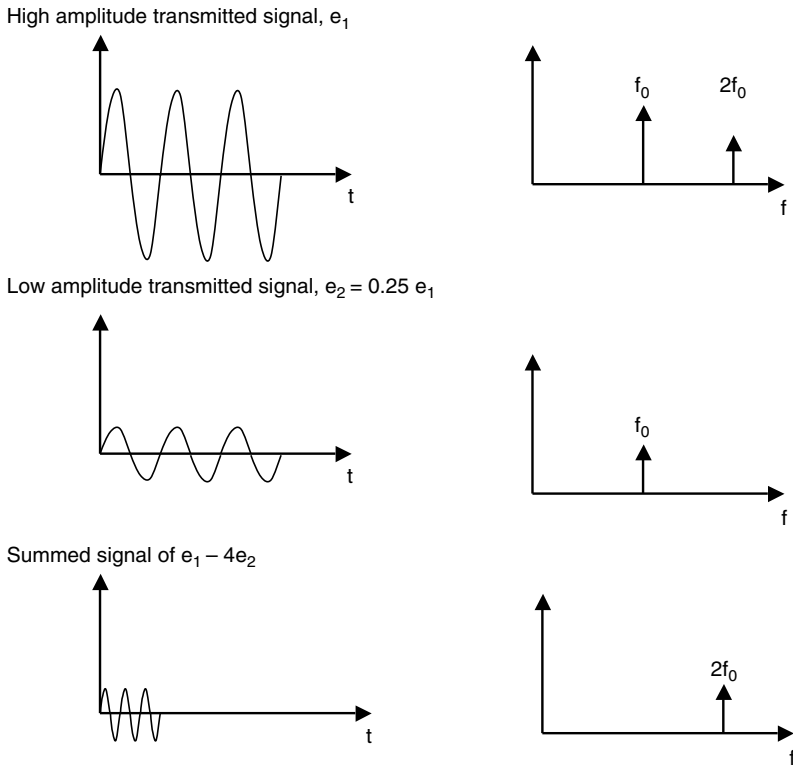 High amplitude transmitted signal, e₁
f₀ 2f₀
t
f
Low amplitude transmitted signal, e₂ = 0.25 e₁
f₀
t
f
Summed signal of e₁ – 4e₂
2f₀
t
f